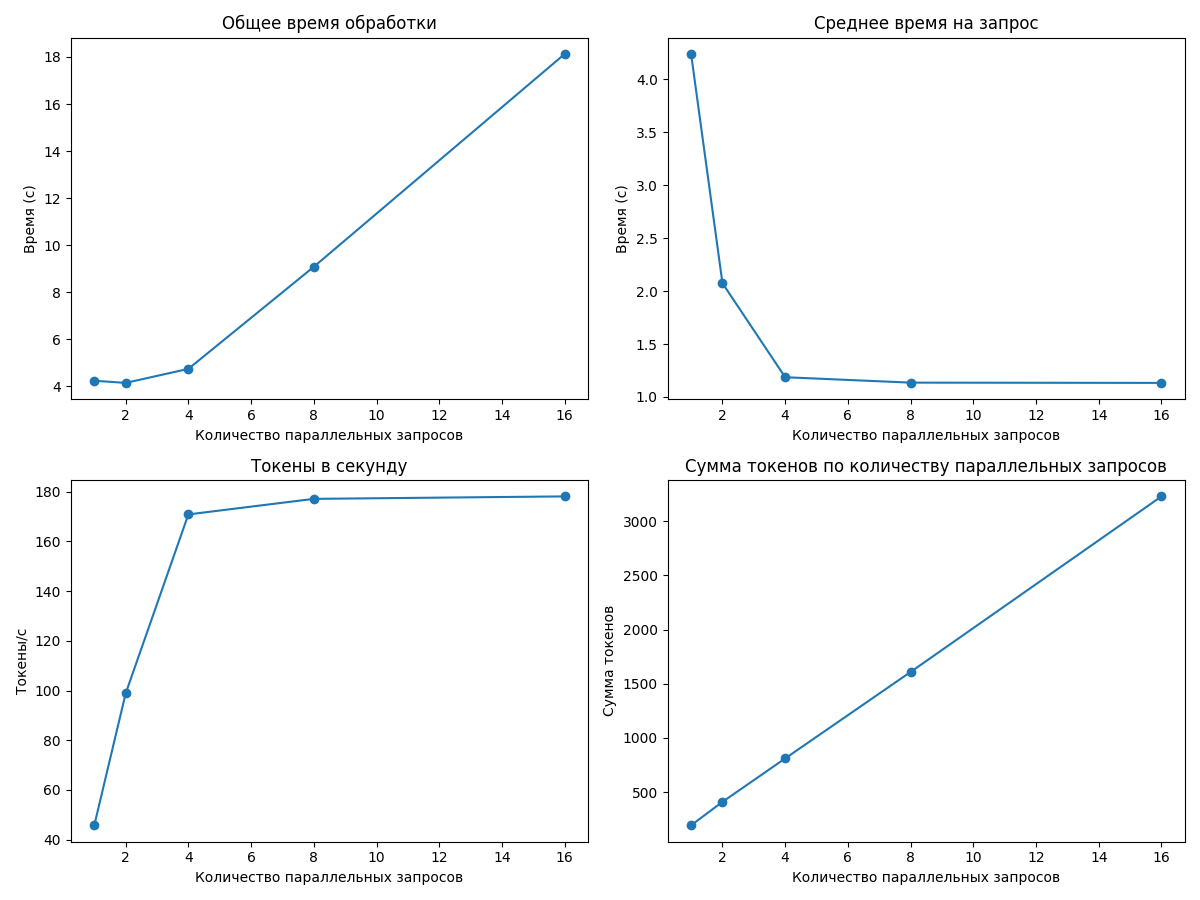 Общее время обработки
Время (с)
18
16
14
12
10
8
6
4
2 4 6 8 10 12 14 16
Количество параллельных запросов
Среднее время на запрос
Время (с)
4.0
3.5
3.0
2.5
2.0
1.5
1.0
2 4 6 8 10 12 14 16
Количество параллельных запросов
Токены в секунду
Токены/с
180
160
140
120
100
80
60
40
2 4 6 8 10 12 14 16
Количество параллельных запросов
Сумма токенов по количеству параллельных запросов
Сумма токенов
3000
2500
2000
1500
1000
500
2 4 6 8 10 12 14 16
Количество параллельных запросов